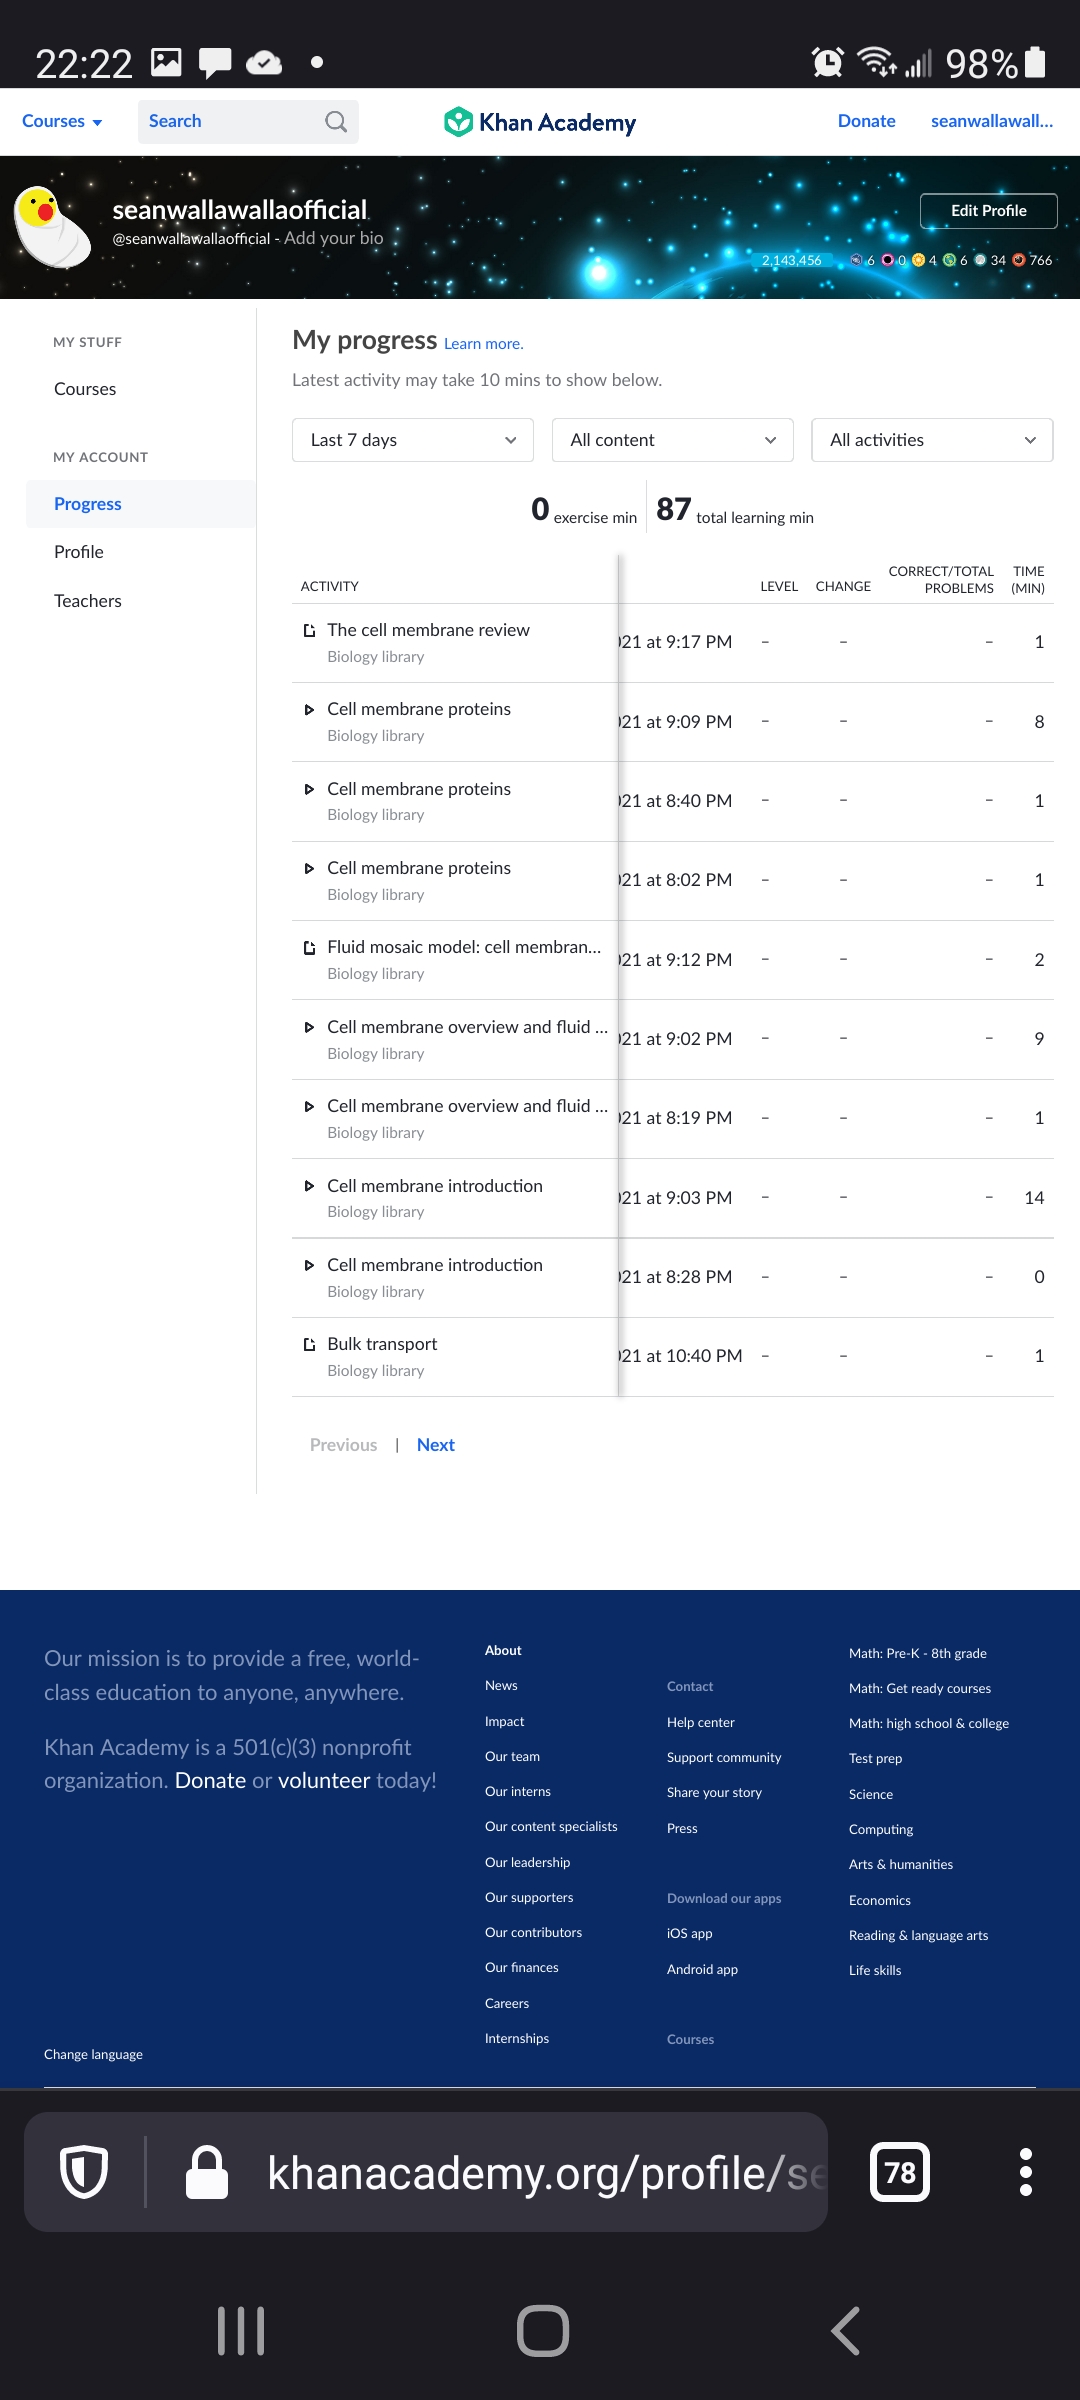 22:22
98%
Courses
Search
Khan Academy
Donate
seanwallawall...
seanwallawallaofficial
@seanwallawallaofficial - Add your bio
Edit Profile
2,143,456
6 0 4 6 34 766
MY STUFF
Courses
MY ACCOUNT
Progress
Profile
Teachers
My progress Learn more.
Latest activity may take 10 mins to show below.
Last 7 days
All content
All activities
0 exercise min
87 total learning min
ACTIVITY
LEVEL
CHANGE
CORRECT/TOTAL
PROBLEMS
TIME
(MIN)
The cell membrane review
Biology library
021 at 9:17 PM – – – 1
Cell membrane proteins
Biology library
021 at 9:09 PM – – – 8
Cell membrane proteins
Biology library
021 at 8:40 PM – – – 1
Cell membrane proteins
Biology library
021 at 8:02 PM – – – 1
Fluid mosaic model: cell membran...
Biology library
021 at 9:12 PM – – – 2
Cell membrane overview and fluid ...
Biology library
021 at 9:02 PM – – – 9
Cell membrane overview and fluid ...
Biology library
021 at 8:19 PM – – – 1
Cell membrane introduction
Biology library
021 at 9:03 PM – – – 14
Cell membrane introduction
Biology library
021 at 8:28 PM – – – 0
Bulk transport
Biology library
021 at 10:40 PM – – – 1
Previous | Next
Our mission is to provide a free, world-
class education to anyone, anywhere.
Khan Academy is a 501(c)(3) nonprofit
organization. Donate or volunteer today!
Change language
About
News
Impact
Our team
Our interns
Our content specialists
Our leadership
Our supporters
Our contributors
Our finances
Careers
Internships
Contact
Help center
Support community
Share your story
Press
Download our apps
iOS app
Android app
Courses
Math: Pre-K - 8th grade
Math: Get ready courses
Math: high school & college
Test prep
Science
Computing
Arts & humanities
Economics
Reading & language arts
Life skills
khanacademy.org/profile/se
78